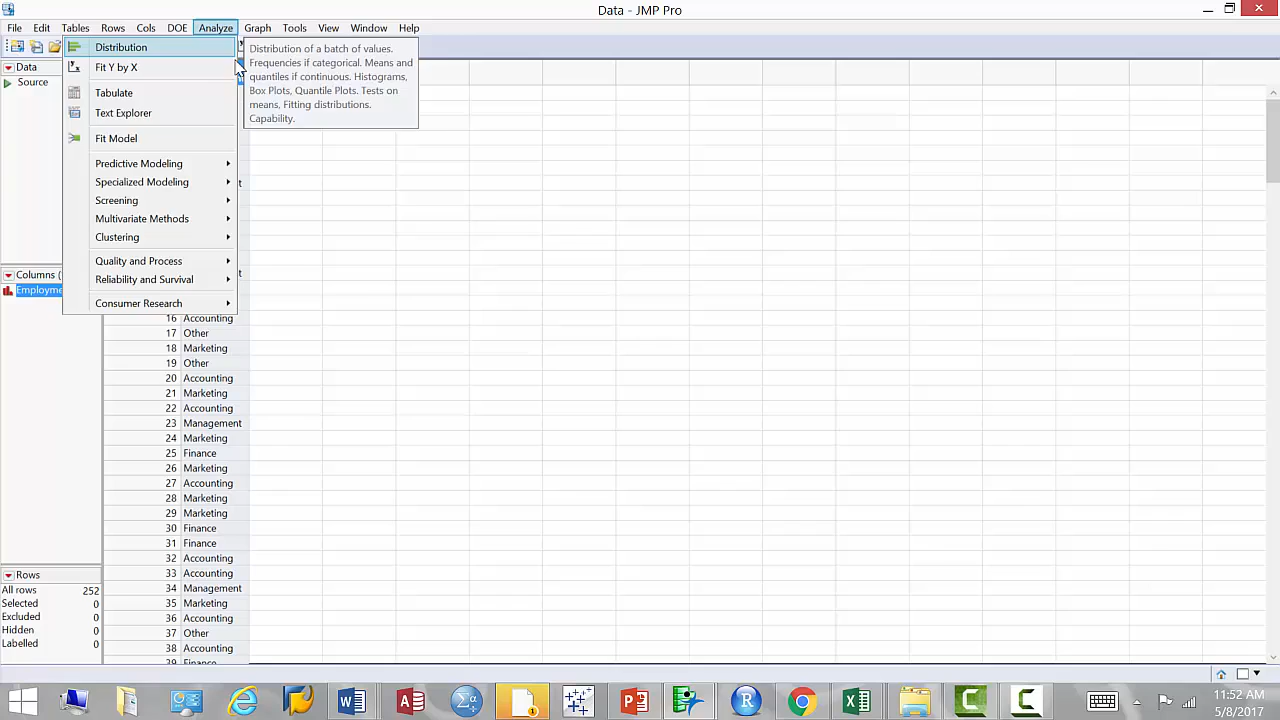 Data - JMP Pro
File Edit Tables Rows Cols DOE Analyze Graph Tools View Window Help
Distribution
Fit Y by X
Tabulate
Text Explorer
Fit Model
Predictive Modeling
Specialized Modeling
Screening
Multivariate Methods
Clustering
Quality and Process
Reliability and Survival
Consumer Research
Distribution of a batch of values.
Frequencies if categorical. Means and
quantiles if continuous. Histograms,
Box Plots, Quantile Plots. Tests on
means, Fitting distributions.
Capability.
Data
Source
Columns (
Employme
16 Accounting
17 Other
18 Marketing
19 Other
20 Accounting
21 Marketing
22 Accounting
23 Management
24 Marketing
25 Finance
26 Marketing
27 Accounting
28 Marketing
29 Marketing
30 Finance
31 Finance
32 Accounting
33 Accounting
34 Management
35 Marketing
36 Accounting
37 Other
38 Accounting
39 Finance
Rows
All rows 252
Selected 0
Excluded 0
Hidden 0
Labelled 0
11:52 AM
5/8/2017